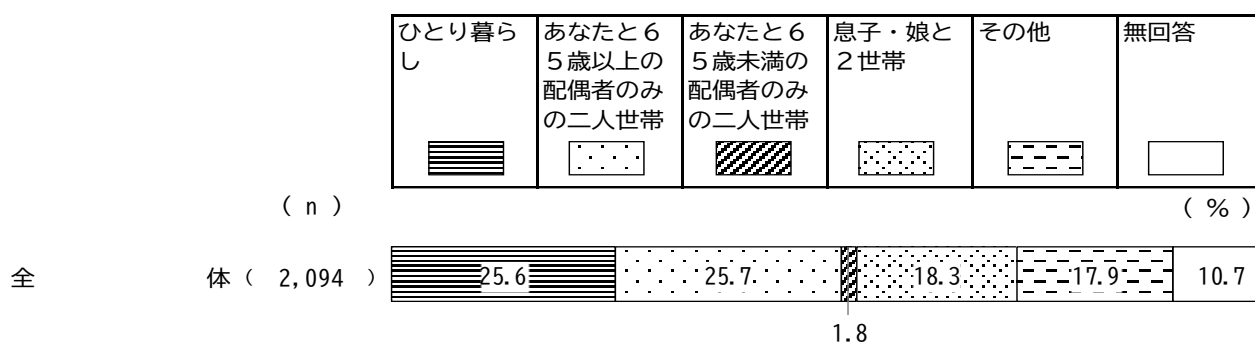 ひとり暮ら
し
あなたと６
５歳以上の
配偶者のみ
の二人世帯
あなたと６
５歳未満の
配偶者のみ
の二人世帯
息子・娘と
２世帯
その他
無回答
( n )
( % )
全 体 ( 2,094 ) 25.6 25.7 18.3 17.9 10.7
1.8